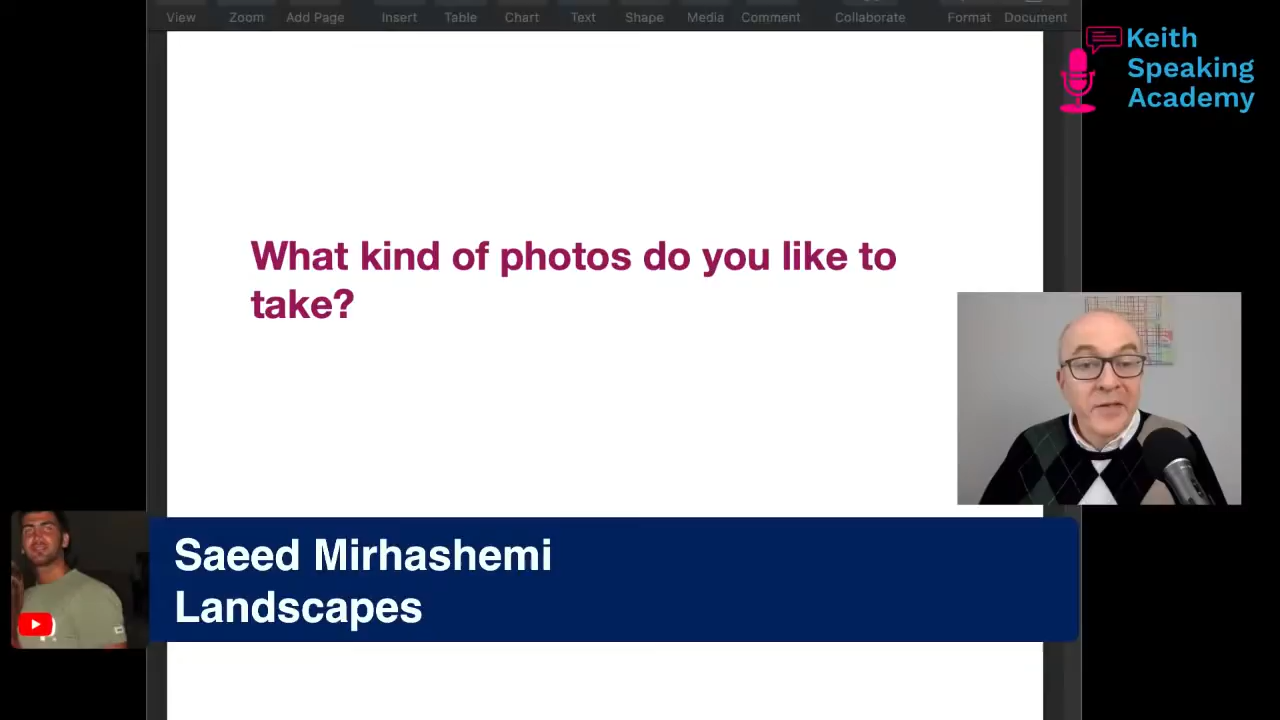 View Zoom Add Page Insert Table Chart Text Shape Media Comment Collaborate Format Document
Keith
Speaking
Academy
What kind of photos do you like to
take?
Saeed Mirhashemi
Landscapes